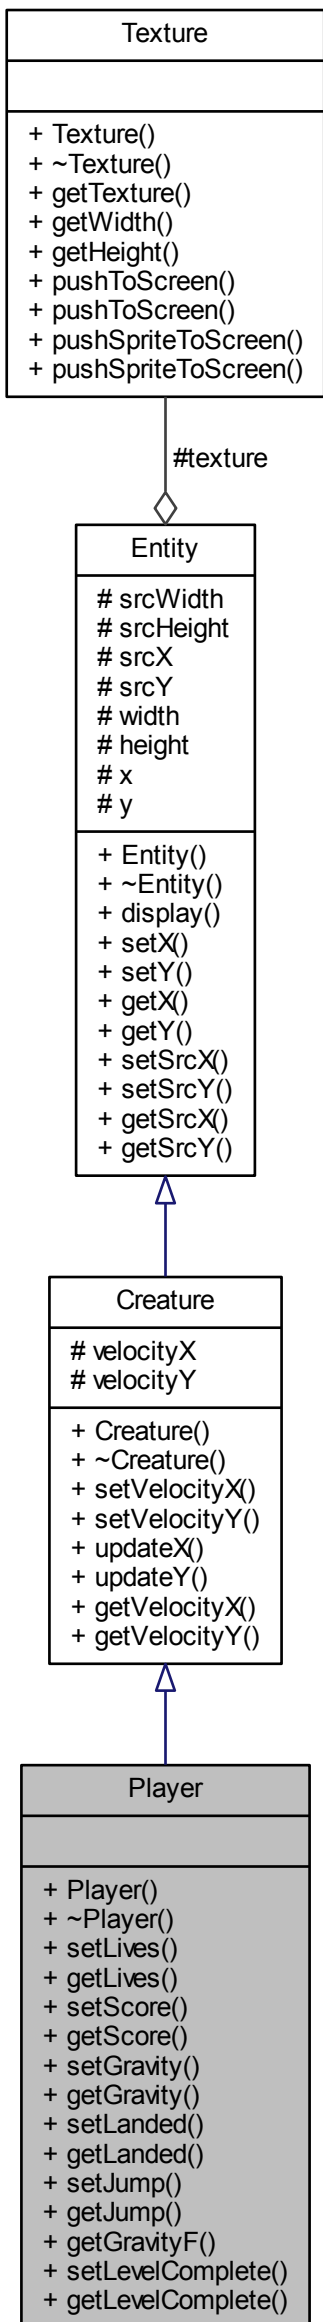 Texture
+ Texture()
+ ~Texture()
+ getTexture()
+ getWidth()
+ getHeight()
+ pushToScreen()
+ pushToScreen()
+ pushSpriteToScreen()
+ pushSpriteToScreen()
#texture
Entity
# srcWidth
# srcHeight
# srcX
# srcY
# width
# height
# x
# y
+ Entity()
+ ~Entity()
+ display()
+ setX()
+ setY()
+ getX()
+ getY()
+ setSrcX()
+ setSrcY()
+ getSrcX()
+ getSrcY()
Creature
# velocityX
# velocityY
+ Creature()
+ ~Creature()
+ setVelocityX()
+ setVelocityY()
+ updateX()
+ updateY()
+ getVelocityX()
+ getVelocityY()
Player
+ Player()
+ ~Player()
+ setLives()
+ getLives()
+ setScore()
+ getScore()
+ setGravity()
+ getGravity()
+ setLanded()
+ getLanded()
+ setJump()
+ getJump()
+ getGravityF()
+ setLevelComplete()
+ getLevelComplete()